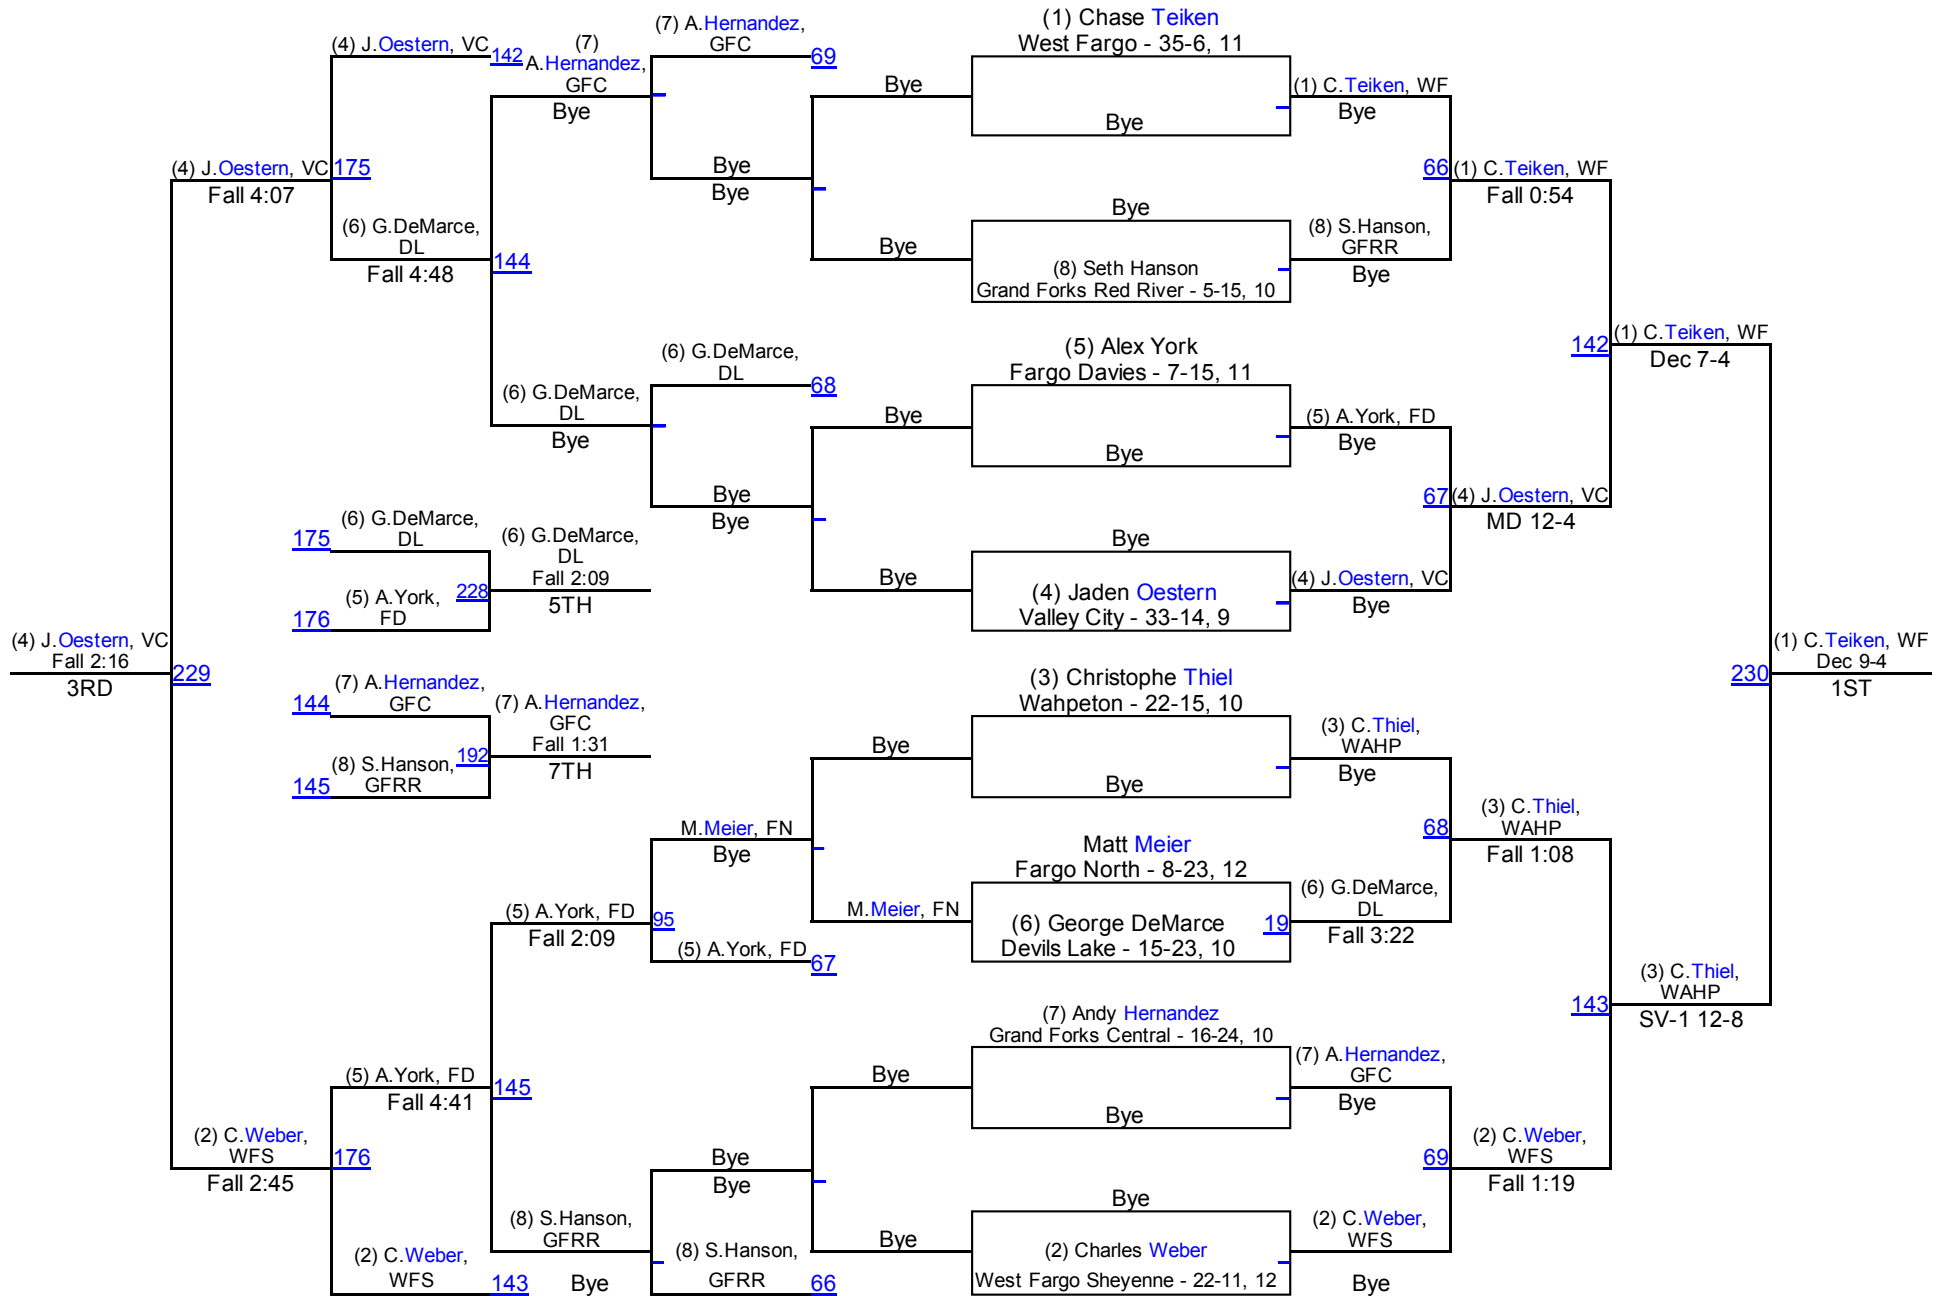 (4) J.Oestern, VC
142
(7)
A.Hernandez,
GFC
Bye
(7) A.Hernandez,
GFC
69
(1) Chase Teiken
West Fargo - 35-6, 11
Bye
Bye
(1) C.Teiken, WF
Bye
(4) J.Oestern, VC
175
Fall 4:07
Bye
Bye
66
(1) C.Teiken, WF
Fall 0:54
(6) G.DeMarce,
DL
144
Fall 4:48
Bye
Bye
(8) Seth Hanson
Grand Forks Red River - 5-15, 10
(8) S.Hanson,
GFRR
Bye
(6) G.DeMarce,
DL
68
(5) Alex York
Fargo Davies - 7-15, 11
142
(1) C.Teiken, WF
Dec 7-4
(6) G.DeMarce,
DL
Bye
Bye
Bye
(5) A.York, FD
Bye
Bye
Bye
67
(4) J.Oestern, VC
MD 12-4
175
(6) G.DeMarce,
DL
(6) G.DeMarce,
DL
Fall 2:09
5TH
228
176
(5) A.York,
FD
Bye
Bye
(4) Jaden Oestern
Valley City - 33-14, 9
(4) J.Oestern, VC
Bye
(4) J.Oestern, VC
Fall 2:16
3RD
229
(3) Christophe Thiel
Wahpeton - 22-15, 10
230
(1) C.Teiken, WF
Dec 9-4
1ST
144
(7) A.Hernandez,
GFC
(7) A.Hernandez,
GFC
Fall 1:31
7TH
192
145
(8) S.Hanson,
GFRR
Bye
Bye
(3) C.Thiel,
WAHP
Bye
M.Meier, FN
Bye
Matt Meier
Fargo North - 8-23, 12
68
(3) C.Thiel,
WAHP
Fall 1:08
(5) A.York, FD
95
Fall 2:09
M.Meier, FN
(6) George DeMarce
19
Devils Lake - 15-23, 10
(6) G.DeMarce,
DL
Fall 3:22
(5) A.York, FD
67
(7) Andy Hernandez
Grand Forks Central - 16-24, 10
143
(3) C.Thiel,
WAHP
SV-1 12-8
(5) A.York, FD
145
Fall 4:41
Bye
Bye
(7) A.Hernandez,
GFC
Bye
(2) C.Weber,
WFS
176
Fall 2:45
Bye
Bye
69
(2) C.Weber,
WFS
Fall 1:19
(8) S.Hanson,
GFRR
Bye
Bye
Bye
(2) Charles Weber
West Fargo Sheyenne - 22-11, 12
(2) C.Weber,
WFS
Bye
(2) C.Weber,
WFS
143
(8) S.Hanson,
GFRR
66